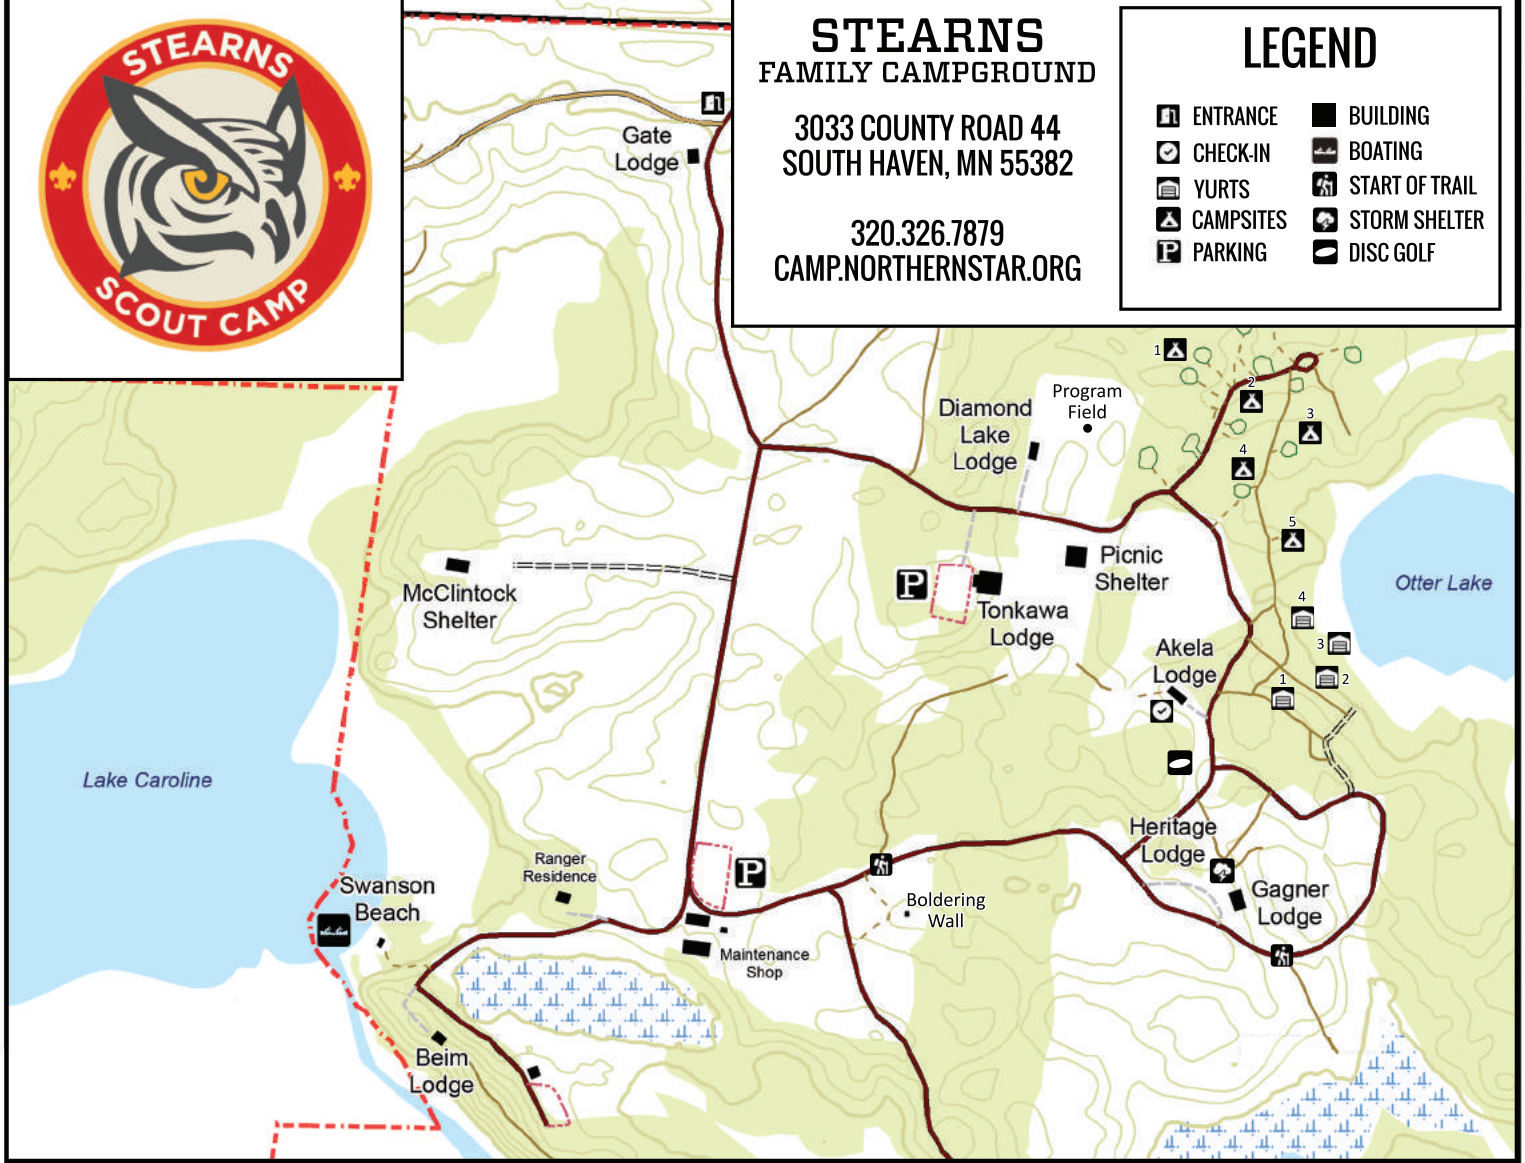 STEARNS
SCOUT CAMP
STEARNS
FAMILY CAMPGROUND
3033 COUNTY ROAD 44
SOUTH HAVEN, MN 55382
320.326.7879
CAMP.NORTHERNSTAR.ORG
LEGEND
ENTRANCE
CHECK-IN
YURTS
CAMPSITES
P PARKING
BUILDING
BOATING
START OF TRAIL
STORM SHELTER
DISC GOLF
Gate
Lodge
1
2
3
4
5
Program
Field
Diamond
Lake
Lodge
Picnic
Shelter
P
Tonkawa
Lodge
McClintock
Shelter
Otter Lake
4
3
2
1
Akela
Lodge
Lake Caroline
Heritage
Lodge
Gagner
Lodge
Ranger
Residence
P
Swanson
Beach
Boldering
Wall
Maintenance
Shop
Beim
Lodge